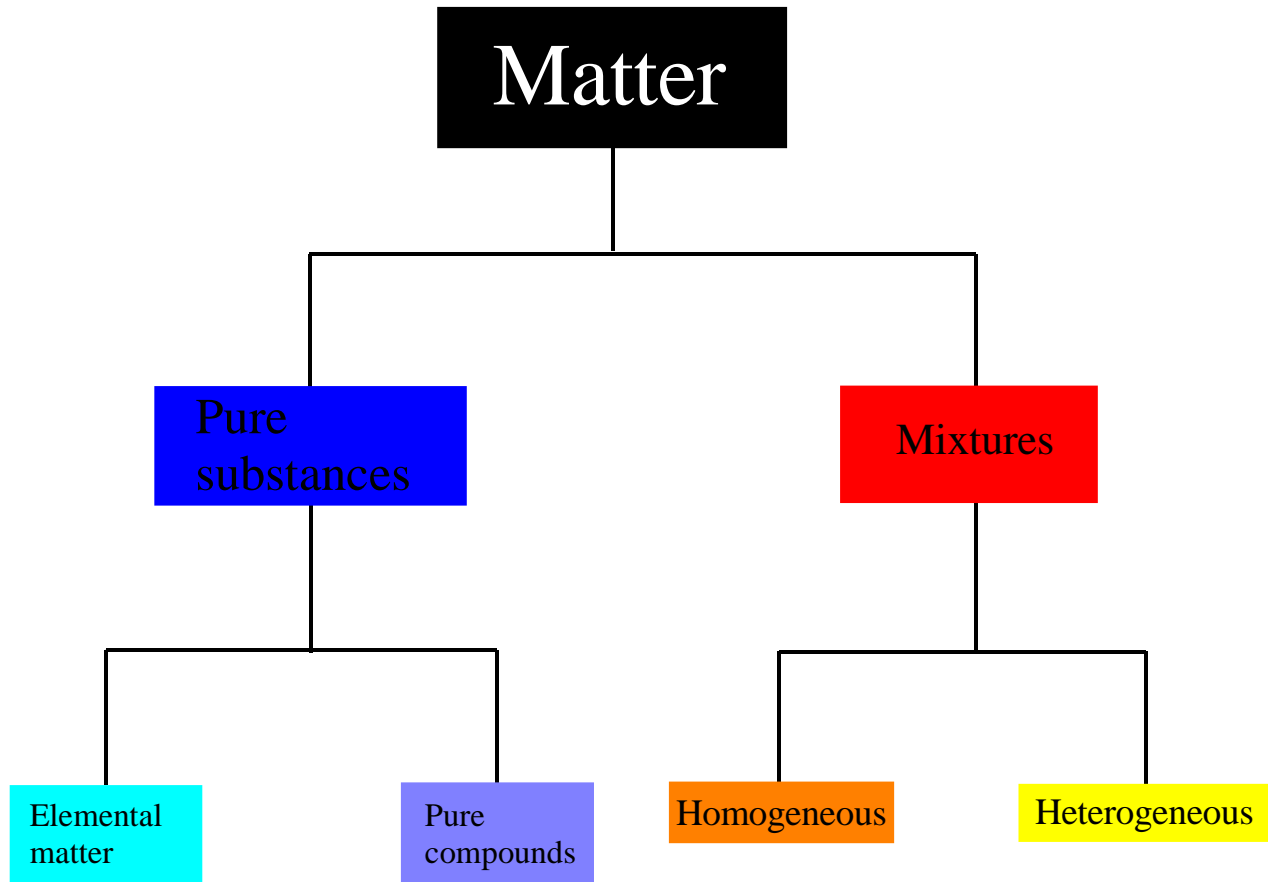 Matter
Pure
substances
Mixtures
Elemental
matter
Pure
compounds
Homogeneous
Heterogeneous